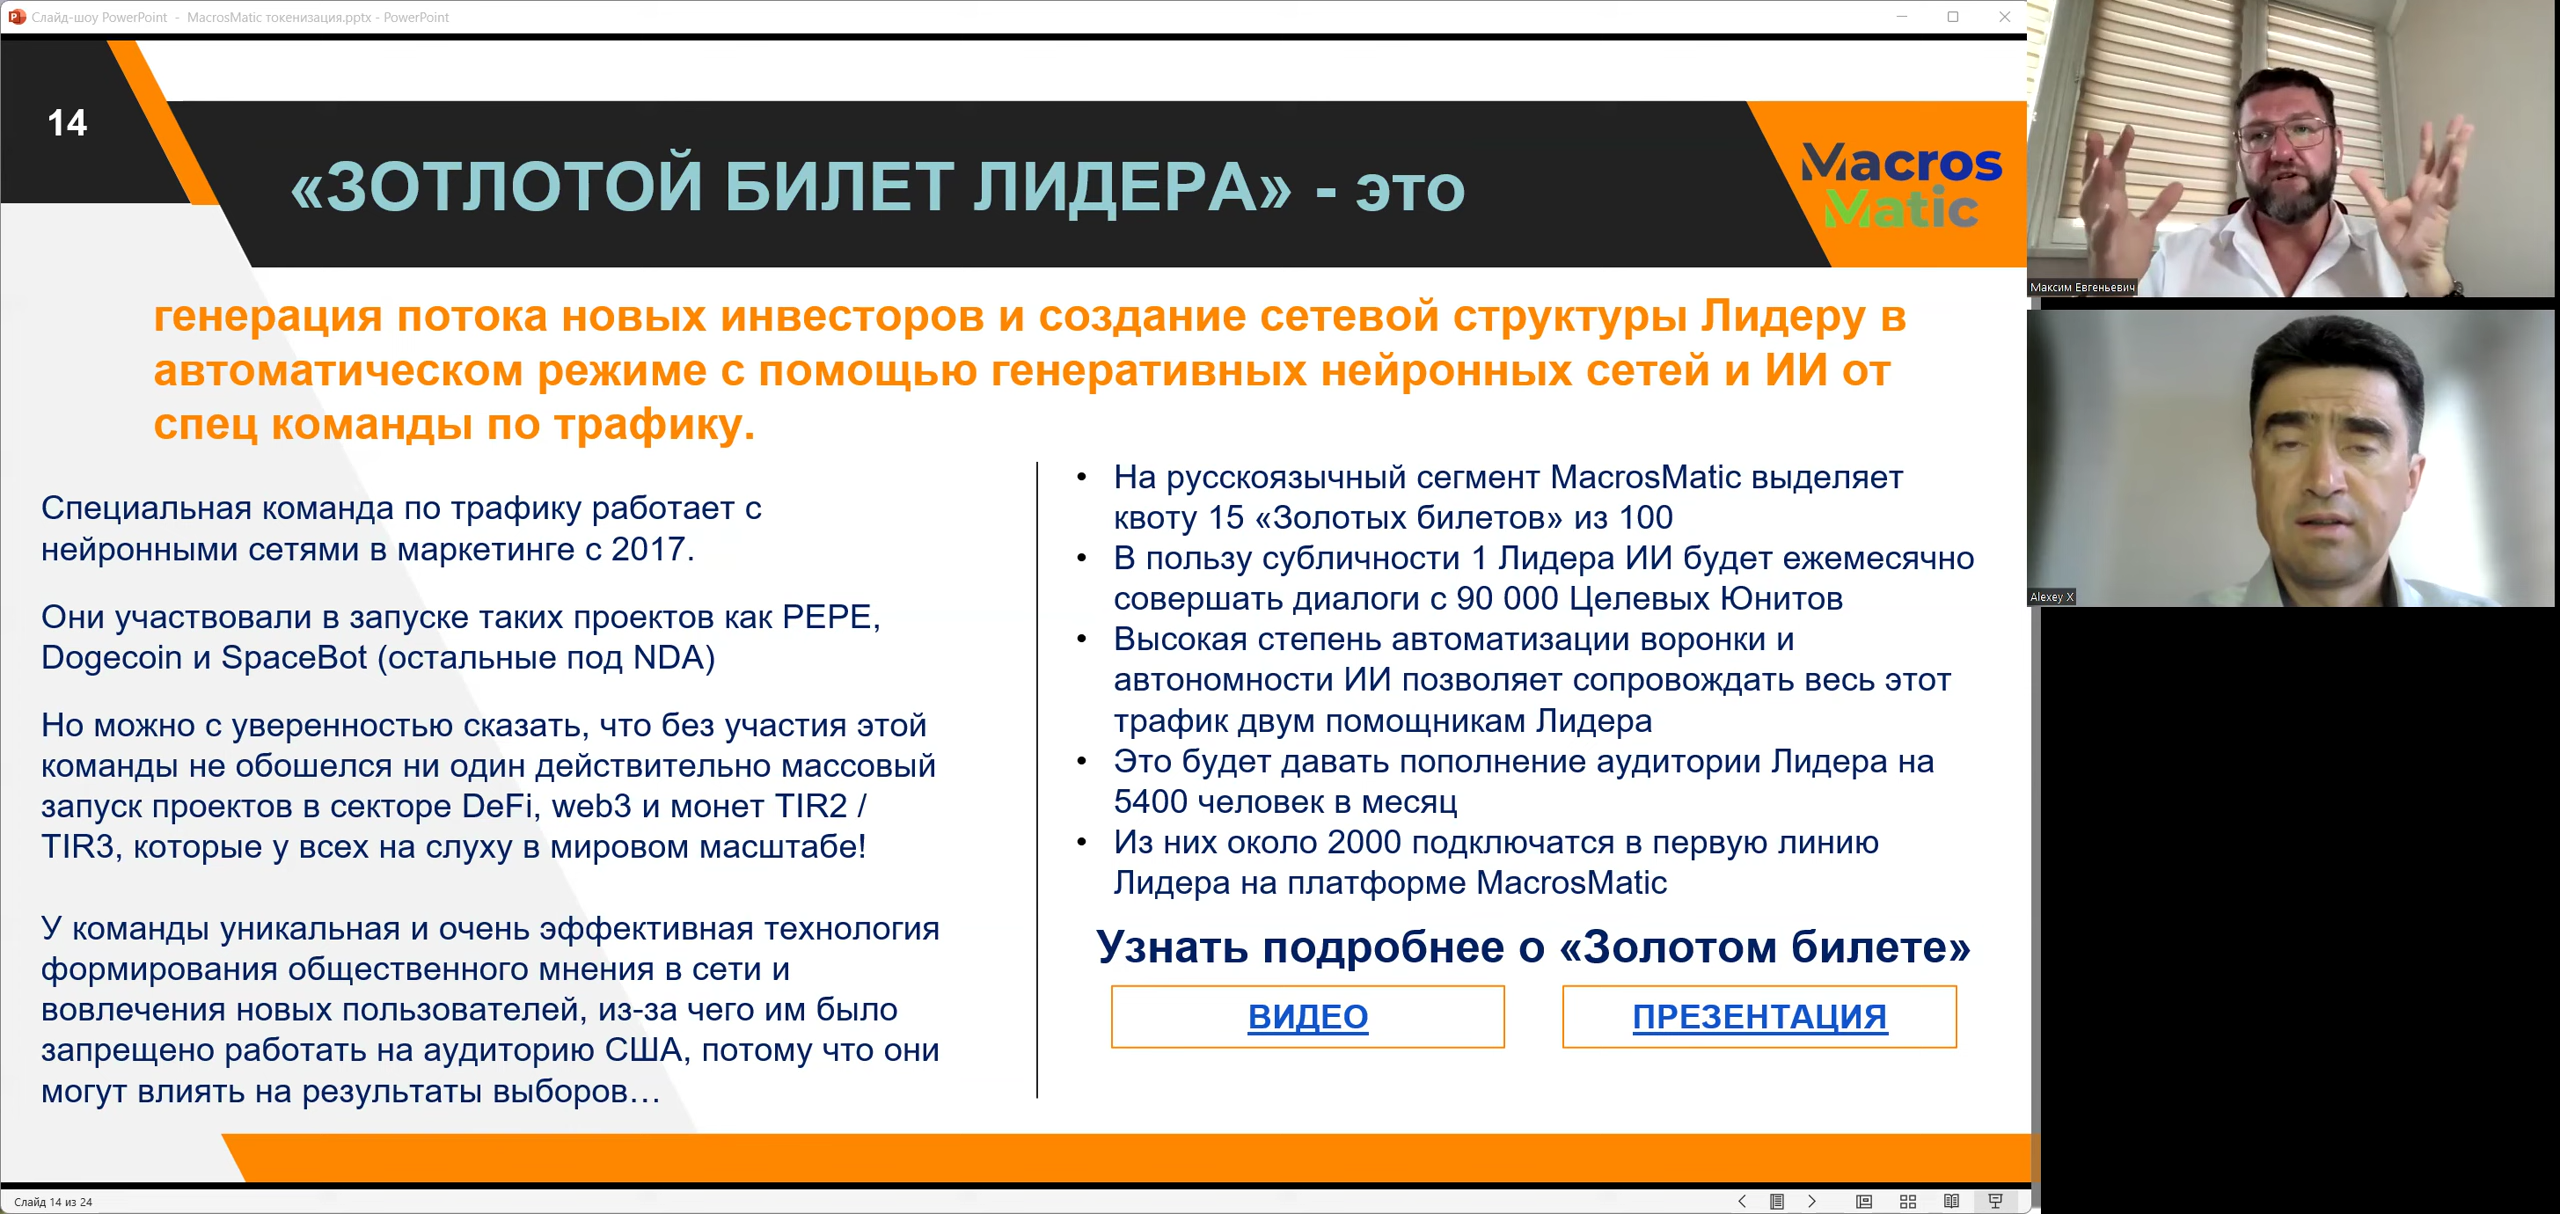 Слайд-шоу PowerPoint - MacrosMatic токенизация.pptx - PowerPoint
14
«ЗОТЛОТОЙ БИЛЕТ ЛИДЕРА» - это
Macros
Matic
генерация потока новых инвесторов и создание сетевой структуры Лидеру в
автоматическом режиме с помощью генеративных нейронных сетей и ИИ от
спец команды по трафику.
Специальная команда по трафику работает с
нейронными сетями в маркетинге с 2017.
Они участвовали в запуске таких проектов как PEPE,
Dogecoin и SpaceBot (остальные под NDA)
Но можно с уверенностью сказать, что без участия этой
команды не обошелся ни один действительно массовый
запуск проектов в секторе DeFi, web3 и монет TIR2 /
TIR3, которые у всех на слуху в мировом масштабе!
У команды уникальная и очень эффективная технология
формирования общественного мнения в сети и
вовлечения новых пользователей, из-за чего им было
запрещено работать на аудиторию США, потому что они
могут влиять на результаты выборов…
• На русскоязычный сегмент MacrosMatic выделяет
квоту 15 «Золотых билетов» из 100
• В пользу субличности 1 Лидера ИИ будет ежемесячно
совершать диалоги с 90 000 Целевых Юнитов
• Высокая степень автоматизации воронки и
автономности ИИ позволяет сопровождать весь этот
трафик двум помощникам Лидера
• Это будет давать пополнение аудитории Лидера на
5400 человек в месяц
• Из них около 2000 подключатся в первую линию
Лидера на платформе MacrosMatic
Узнать подробнее о «Золотом билете»
ВИДЕО
ПРЕЗЕНТАЦИЯ
Слайд 14 из 24
Максим Евгеньевич
Alexey X